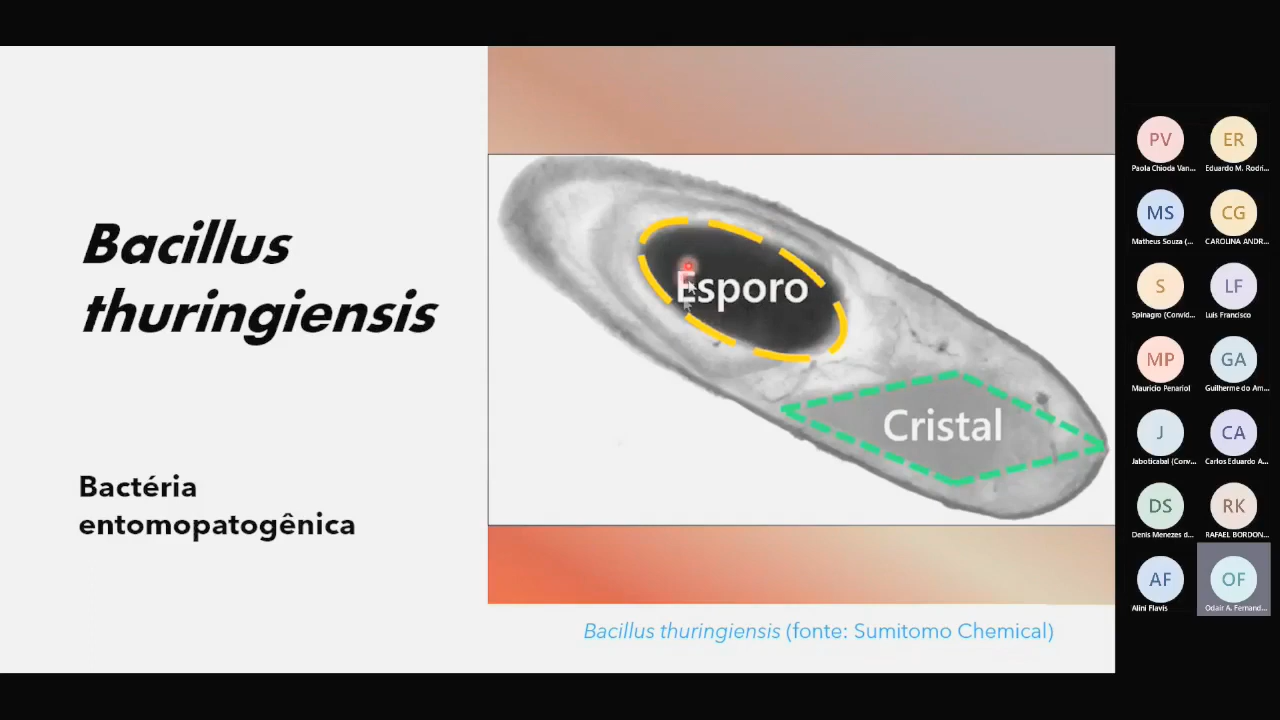 Bacillus
thuringiensis
Bactéria
entomopatogênica
Esporo
Cristal
Bacillus thuringiensis (fonte: Sumitomo Chemical)
PV
ER
Paola Chioda Van...
Eduardo M. Rodri...
MS
CG
Matheus Souza (...
CAROLINA ANDR...
S
LF
Spinagro (Convid...
Luis Francisco
MP
GA
Mauricio Penariol
Guilherme do Am...
J
CA
Jaboticabal (Conv...
Carlos Eduardo A...
DS
RK
Denis Menezes d...
RAFAEL BORDON...
AF
OF
Alini Flavis
Odair A. Fernand...